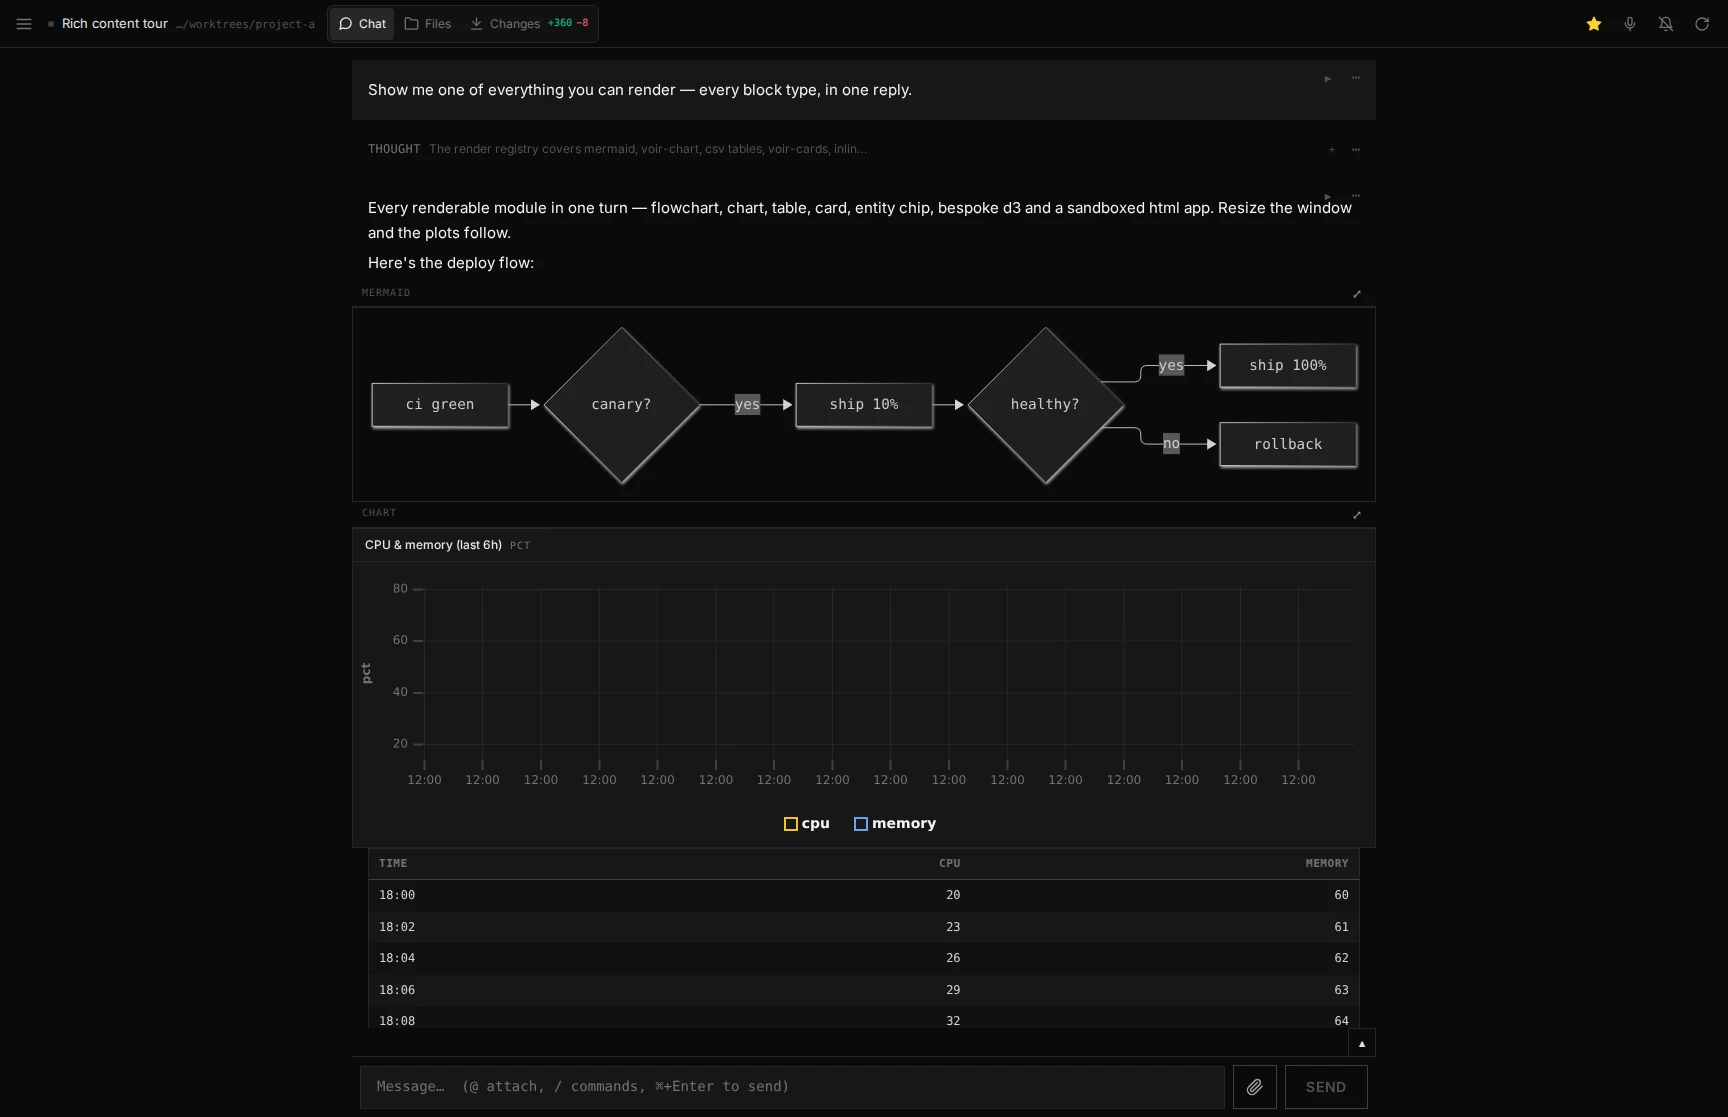 Rich content tour …/worktrees/project-a Chat Files Changes +360 −8
Show me one of everything you can render — every block type, in one reply.
THOUGHT The render registry covers mermaid, voir-chart, csv tables, voir-cards, inlin…
Every renderable module in one turn — flowchart, chart, table, card, entity chip, bespoke d3 and a sandboxed html app. Resize the window
and the plots follow.
Here's the deploy flow:
MERMAID
ci green
canary?
yes
ship 10%
healthy?
yes
ship 100%
no
rollback
CHART
CPU & memory (last 6h) PCT
80
60
40
20
pct
12:00 12:00 12:00 12:00 12:00 12:00 12:00 12:00 12:00 12:00 12:00 12:00 12:00 12:00 12:00 12:00
cpu memory
TIME CPU MEMORY
18:00 20 60
18:02 23 61
18:04 26 62
18:06 29 63
18:08 32 64
Message… (@ attach, / commands, ⌘+Enter to send)
SEND